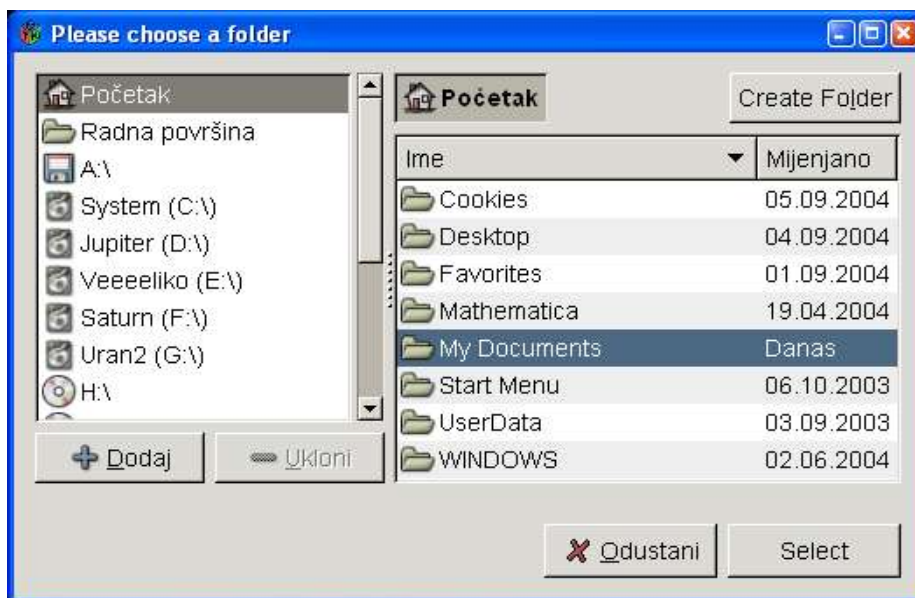 Please choose a folder
Početak
Radna površina
A:\
System (C:\)
Jupiter (D:\)
Veeeeliko (E:\)
Saturn (F:\)
Uran2 (G:\)
H:\
Dodaj
Ukloni
Početak
Create Folder
Ime Mijenjano
Cookies 05.09.2004
Desktop 04.09.2004
Favorites 01.09.2004
Mathematica 19.04.2004
My Documents Danas
Start Menu 06.10.2003
UserData 03.09.2003
WINDOWS 02.06.2004
Odustani
Select